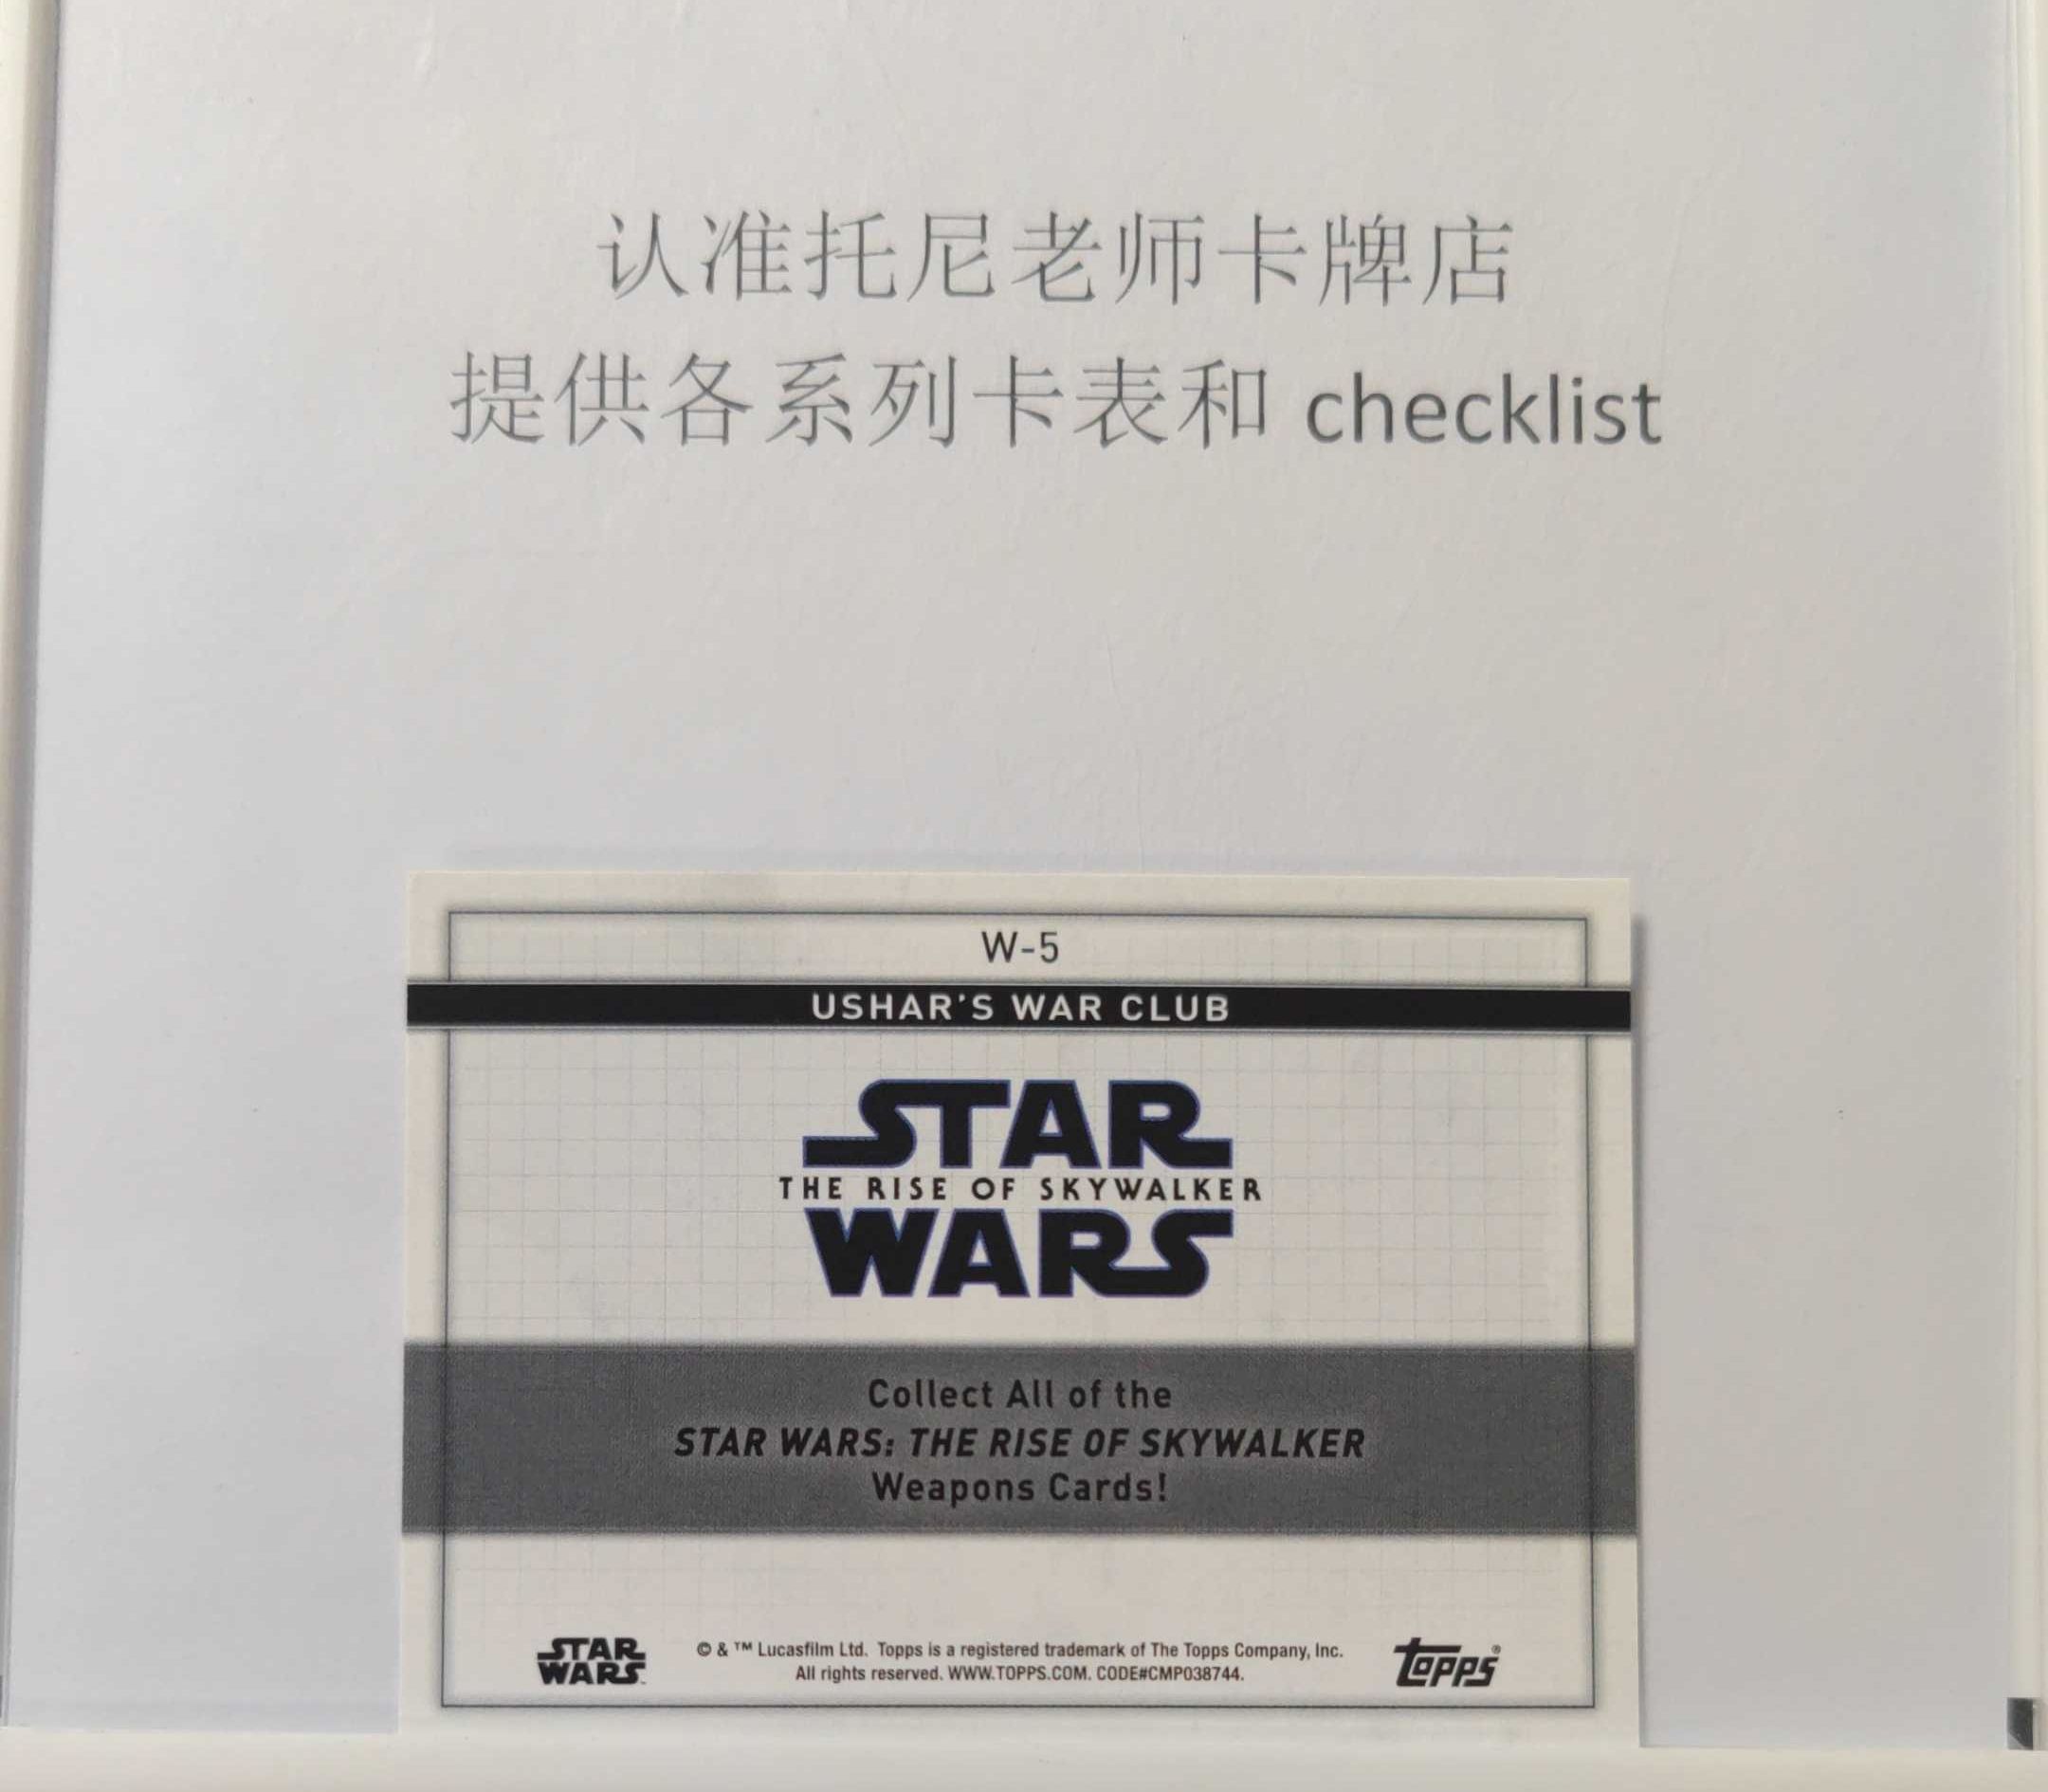 认准托尼老师卡牌店
提供各系列卡表和 checklist
W-5
USHAR'S WAR CLUB
STAR
THE RISE OF SKYWALKER
WARS
Collect All of the
STAR WARS: THE RISE OF SKYWALKER
Weapons Cards!
STAR
WARS
© & ™ Lucasfilm Ltd. Topps is a registered trademark of The Topps Company, Inc.
All rights reserved. WWW.TOPPS.COM. CODE#CMP038744.
topps®